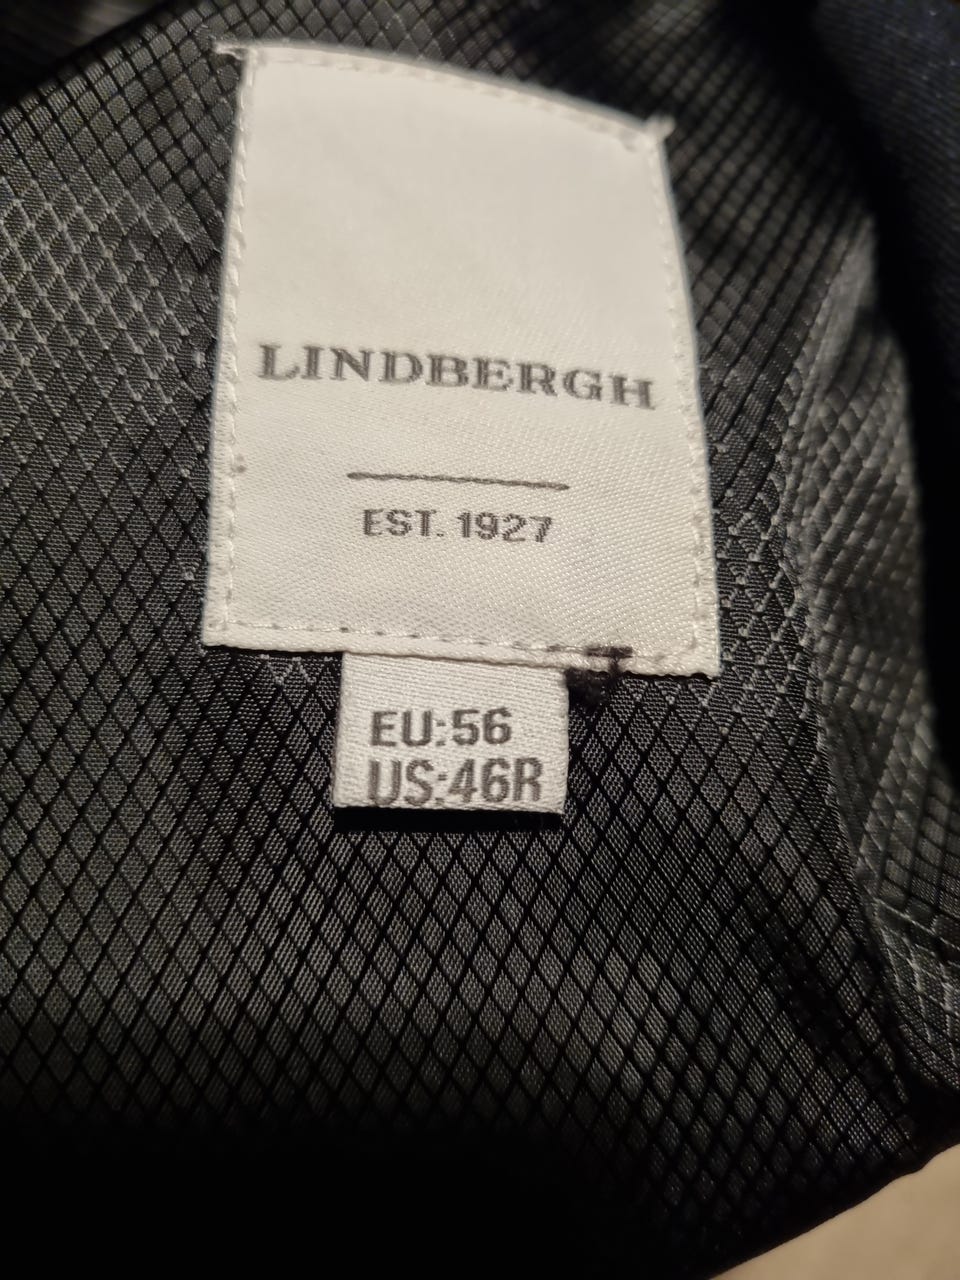 LINDBERGH
EST. 1927
EU:56
US:46R